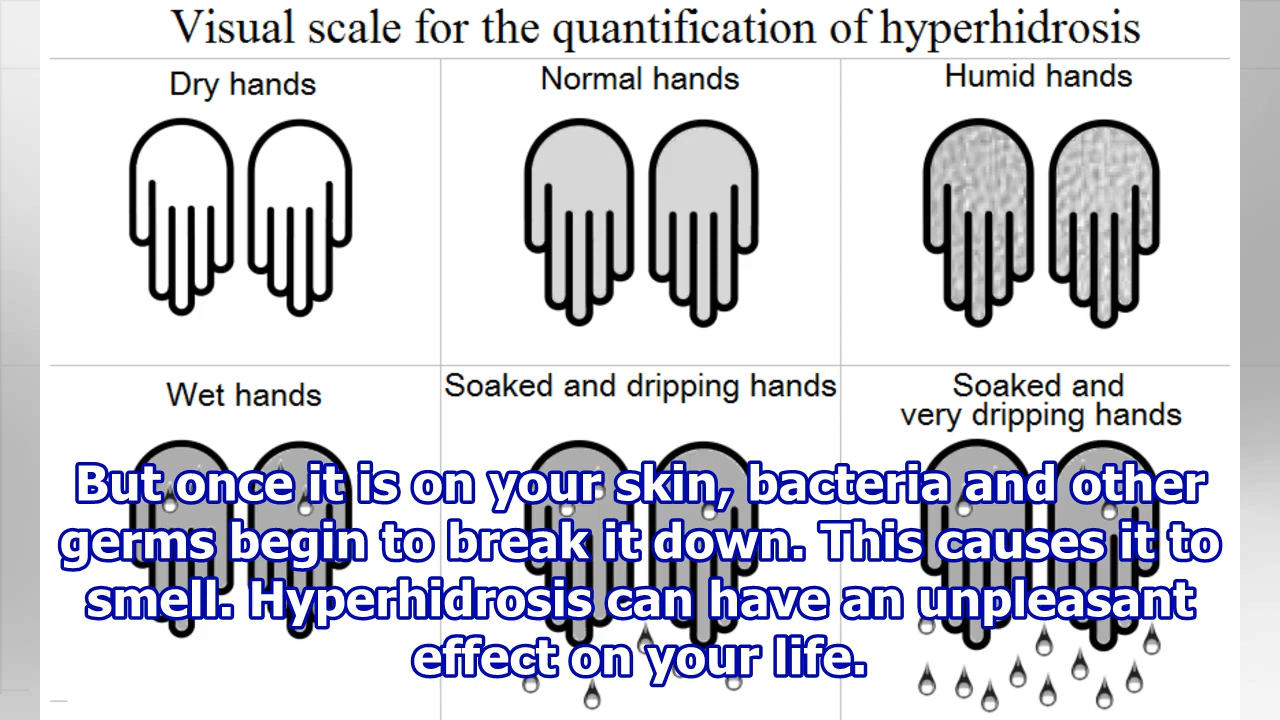 Visual scale for the quantification of hyperhidrosis
Dry hands
Normal hands
Humid hands
Wet hands
Soaked and dripping hands
Soaked and
very dripping hands
But once it is on your skin, bacteria and other
germs begin to break it down. This causes it to
smell. Hyperhidrosis can have an unpleasant
effect on your life.